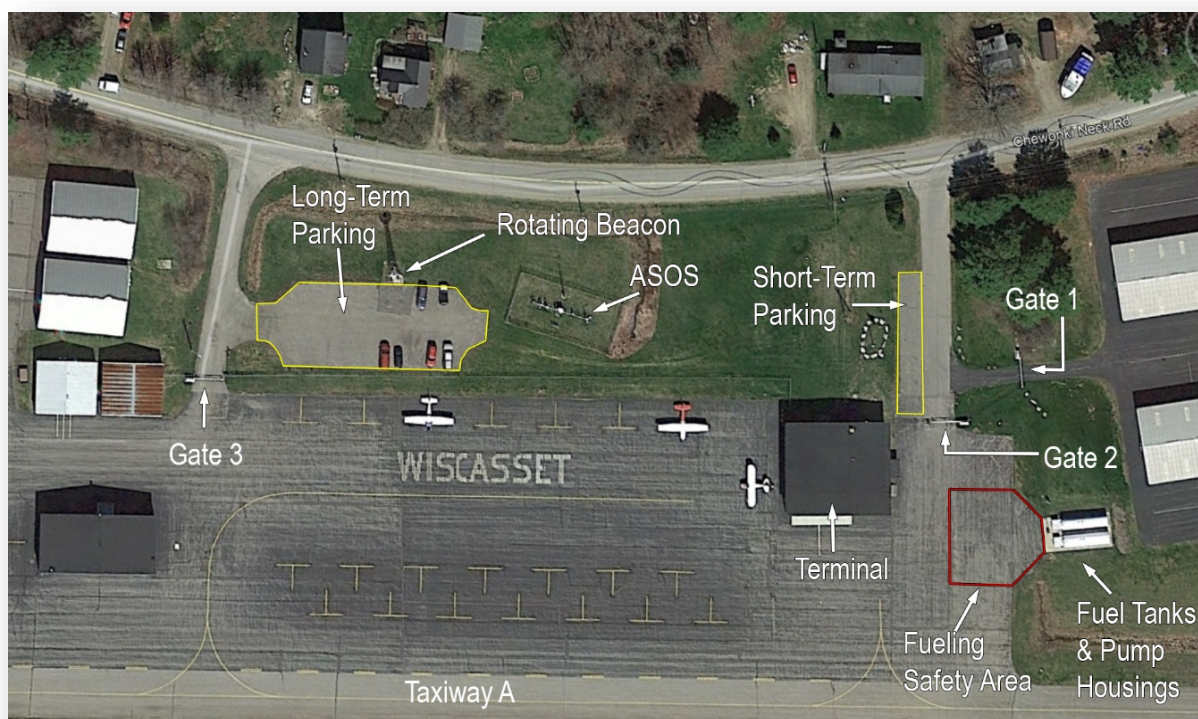 Chewonki Neck Rd
Long-Term
Parking
Rotating Beacon
ASOS
Short-Term
Parking
Gate 1
Gate 3
WISCASSET
Gate 2
Terminal
Fueling
Safety Area
Fuel Tanks
& Pump
Housings
Taxiway A